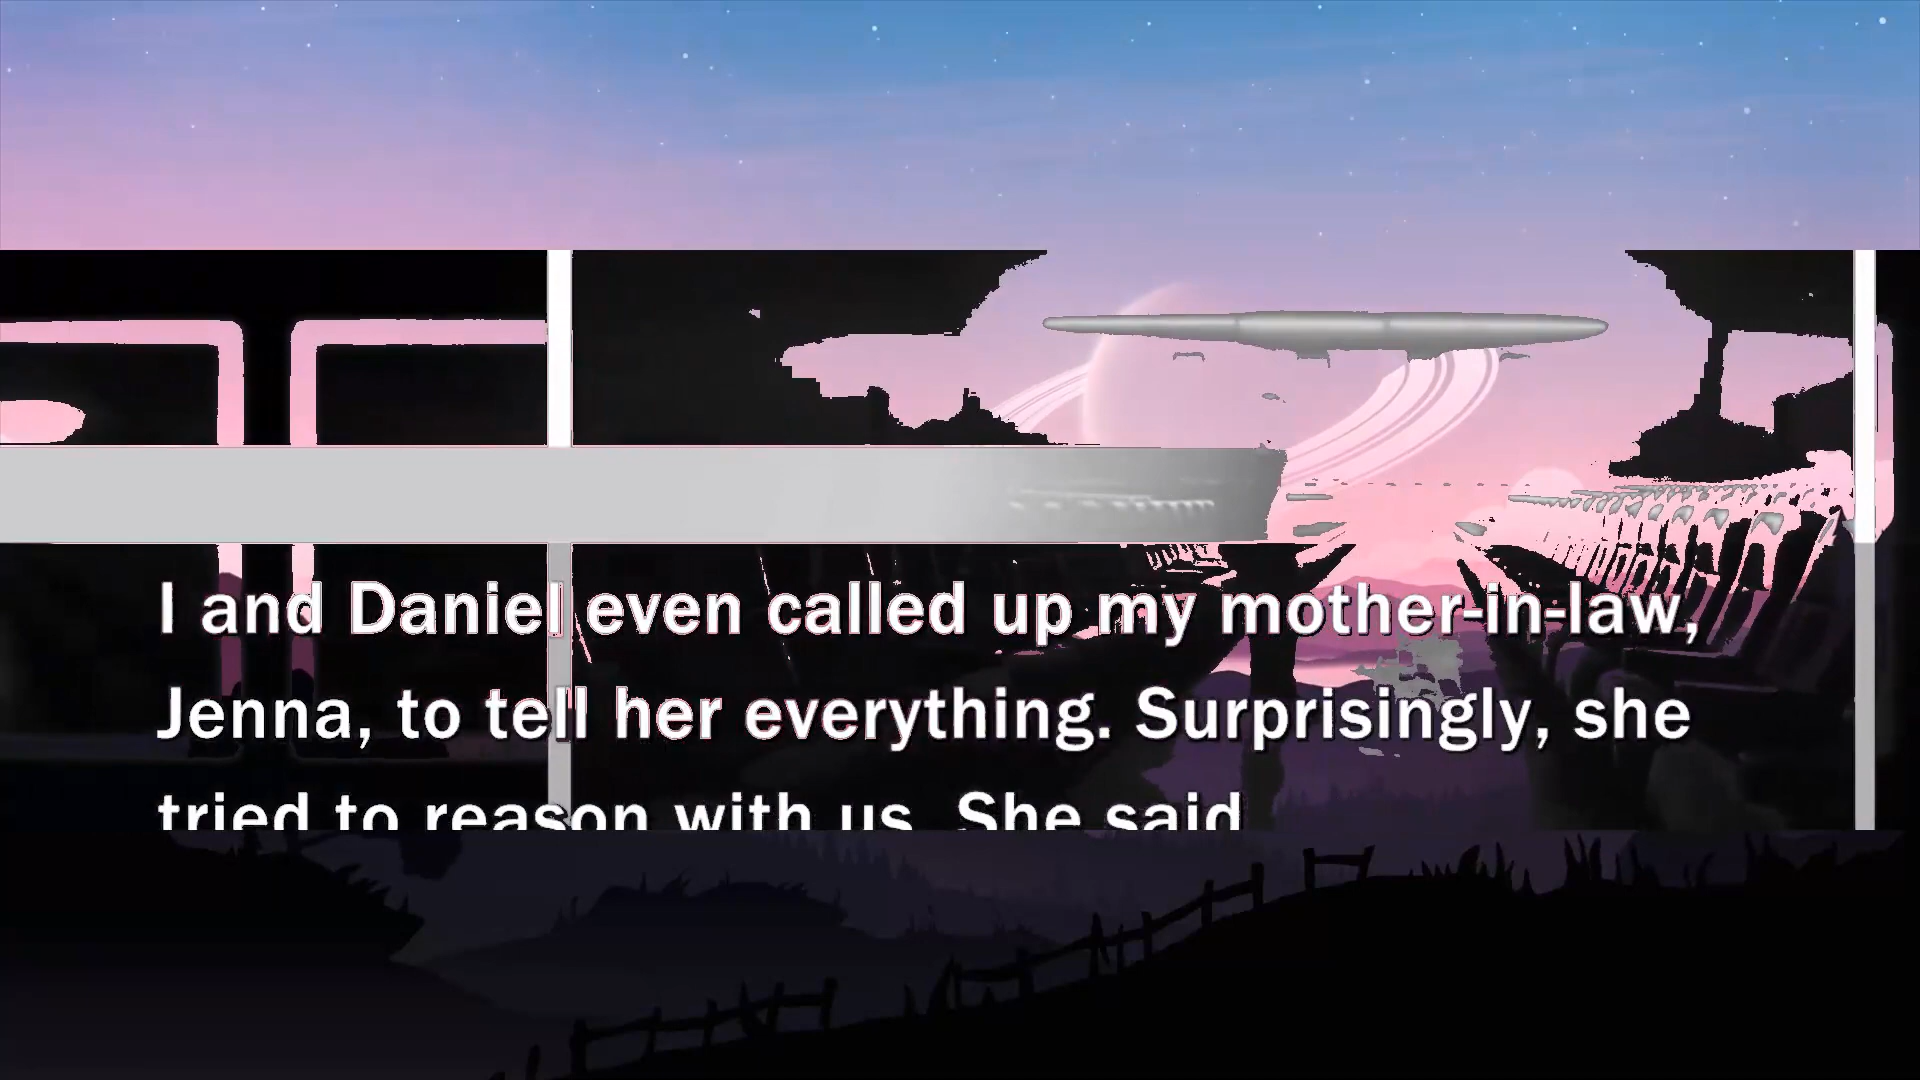 I and Daniel even called up my mother-in-law,
Jenna, to tell her everything. Surprisingly, she
tried to reason with us. She said